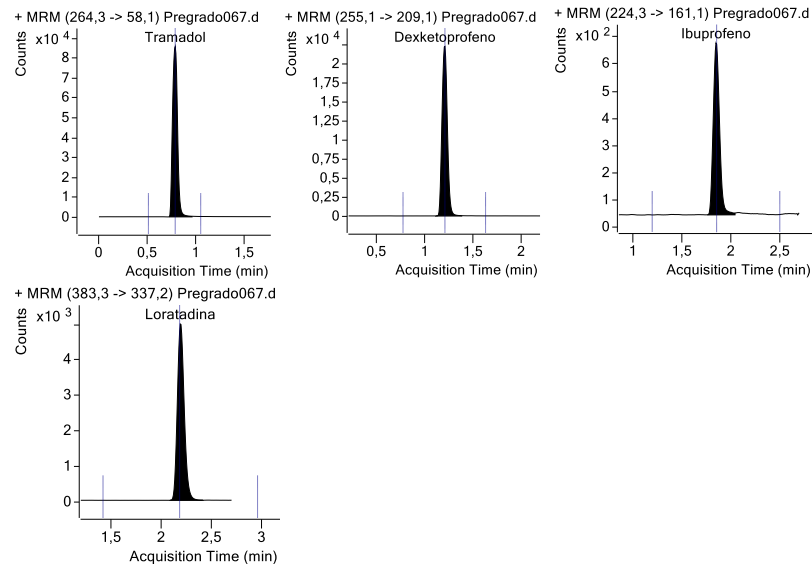 + MRM (264,3 -> 58,1) Pregrado067.d
Counts
x10 4
Tramadol
9
8
7
6
5
4
3
2
1
0
0
0,5
1
1,5
Acquisition Time (min)
+ MRM (255,1 -> 209,1) Pregrado067.d
Counts
x10 4
Dexketoprofeno
2
1,75
1,5
1,25
1
0,75
0,5
0,25
0
0,5
1
1,5
2
Acquisition Time (min)
+ MRM (224,3 -> 161,1) Pregrado067.d
Counts
x10 2
Ibuprofeno
7
6
5
4
3
2
1
0
1
1,5
2
2,5
Acquisition Time (min)
+ MRM (383,3 -> 337,2) Pregrado067.d
Counts
x10 3
Loratadina
4
3
2
1
0
1,5
2
2,5
3
Acquisition Time (min)